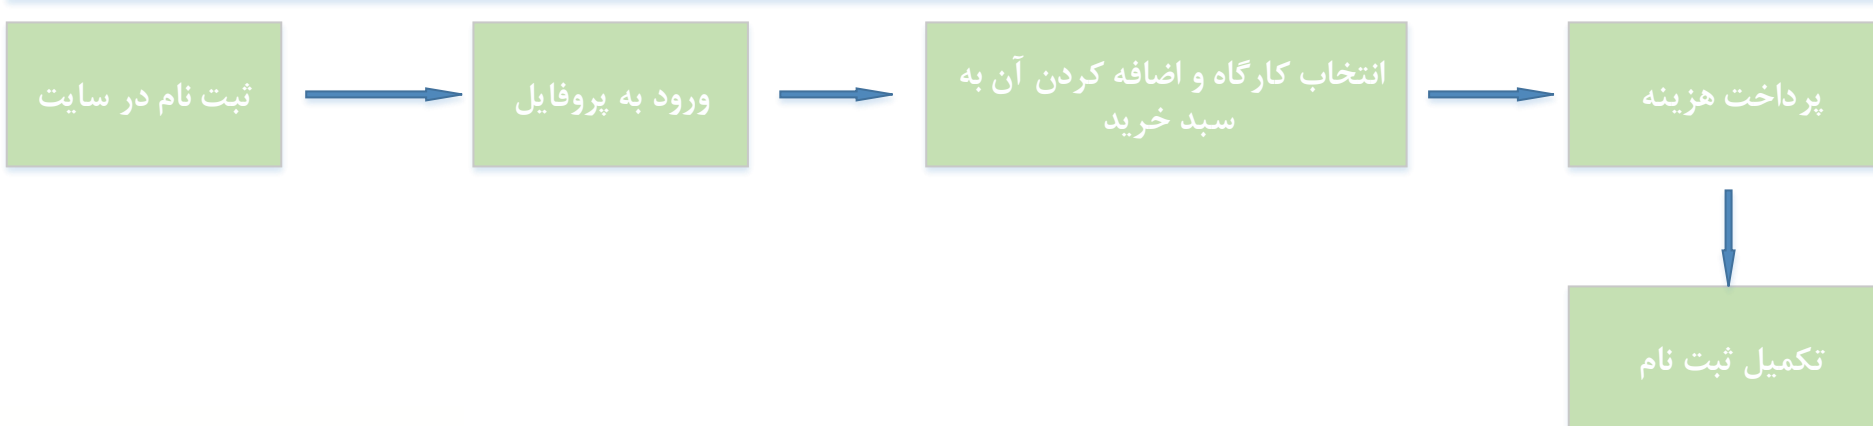 ثبت نام در سایت
ورود به پروفایل
انتخاب کارگاه و اضافه کردن آن به
سبد خرید
پرداخت هزینه
تکمیل ثبت نام